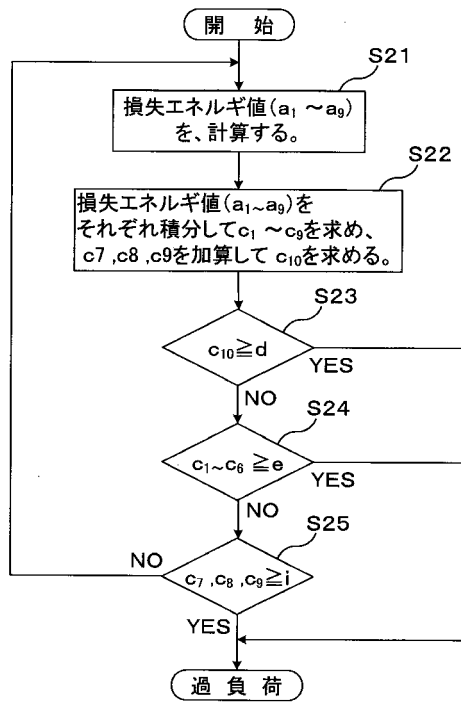 開 始
S21
損失エネルギ値(a₁ ~a₉)
を、計算する。
S22
損失エネルギ値(a₁~a₉)を
それぞれ積分してc₁ ~c₉を求め、
c7 ,c8 ,c9を加算して c₁₀を求める。
S23
c₁₀≧d
YES
NO
S24
c₁~c₆ ≧e
YES
NO
S25
c₇ ,c₈ ,c₉≧i
NO
YES
過 負 荷